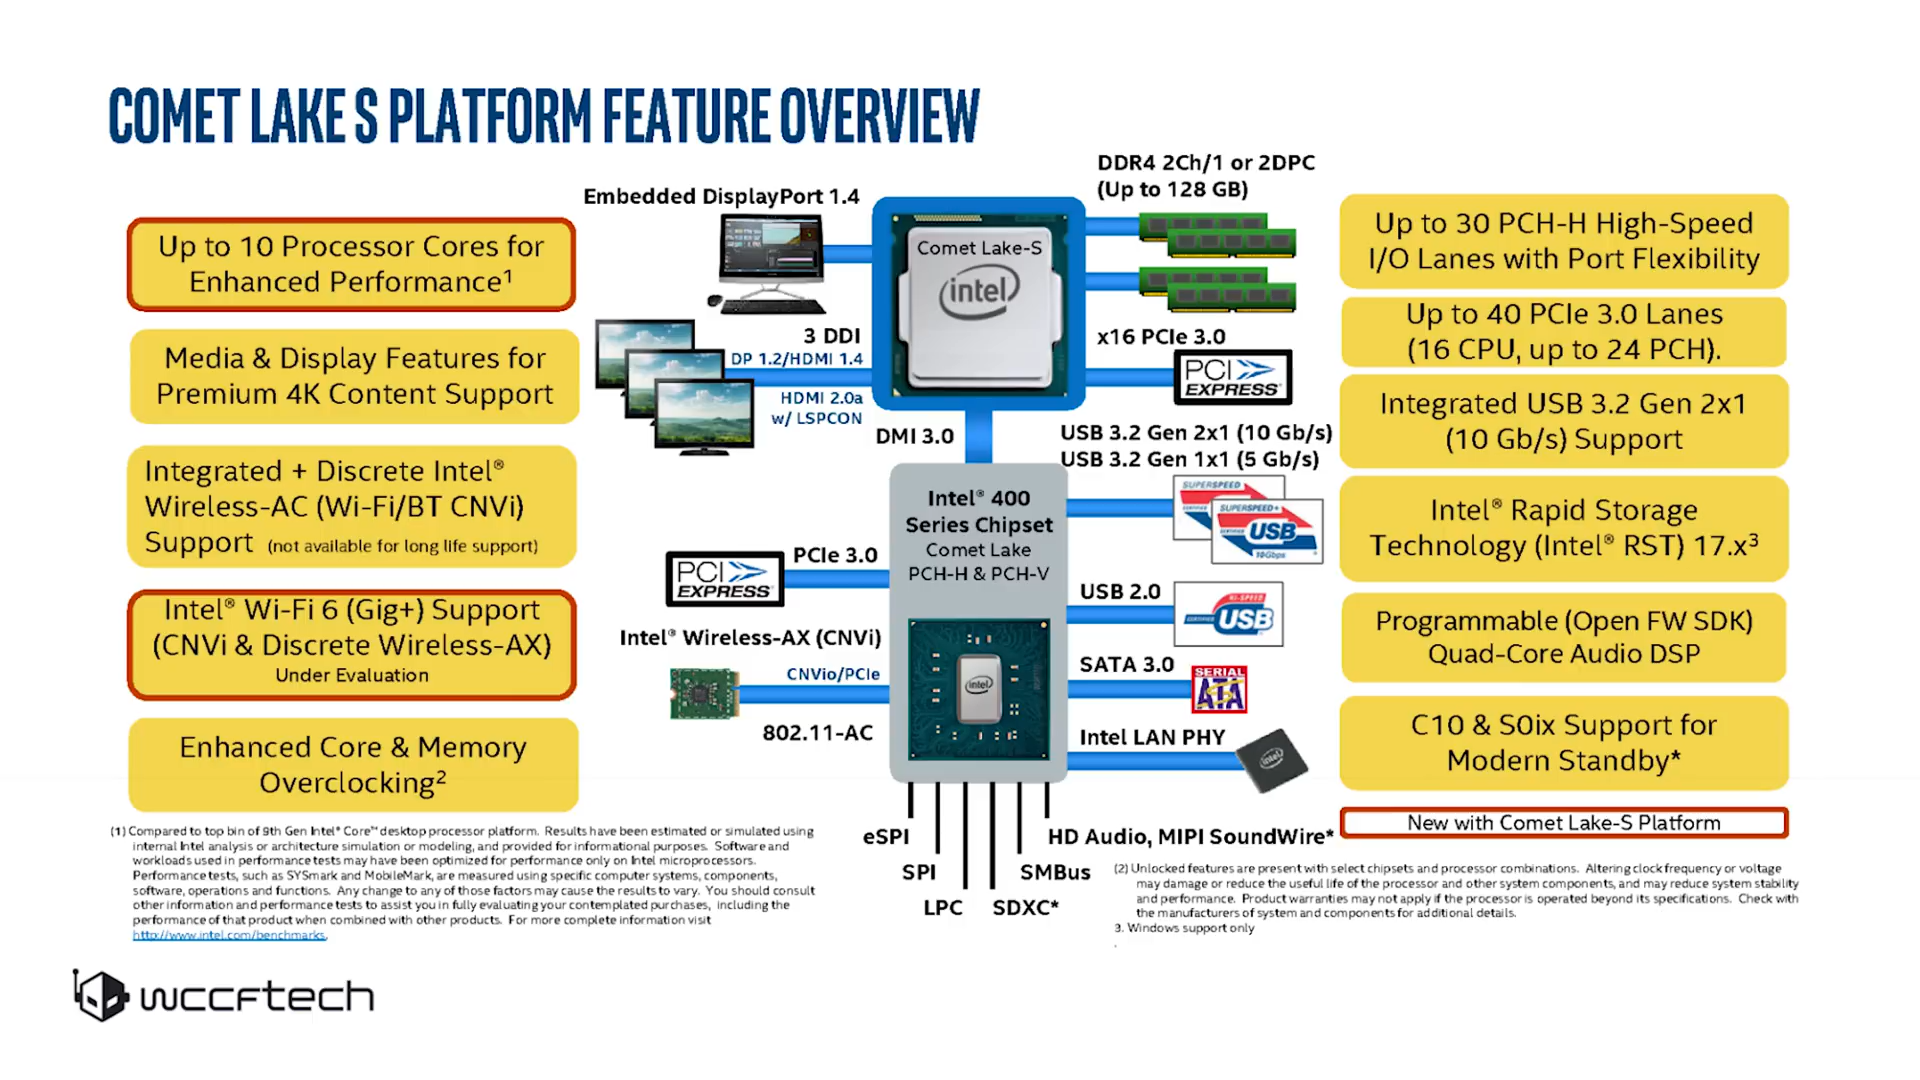 COMET LAKE S PLATFORM FEATURE OVERVIEW
Up to 10 Processor Cores for
Enhanced Performance¹
Media & Display Features for
Premium 4K Content Support
Integrated + Discrete Intel®
Wireless-AC (Wi-Fi/BT CNVi)
Support (not available for long life support)
Intel® Wi-Fi 6 (Gig+) Support
(CNVi & Discrete Wireless-AX)
Under Evaluation
Enhanced Core & Memory
Overclocking²
Embedded DisplayPort 1.4
3 DDI
DP 1.2/HDMI 1.4
HDMI 2.0a
w/ LSPCON
Comet Lake-S
intel
DDR4 2Ch/1 or 2DPC
(Up to 128 GB)
x16 PCIe 3.0
PCI
EXPRESS®
DMI 3.0
USB 3.2 Gen 2x1 (10 Gb/s)
USB 3.2 Gen 1x1 (5 Gb/s)
SUPERSPEED
CERTIFIED
SUPERSPEED+
CERTIFIED USB
10Gbps
Intel® 400
Series Chipset
Comet Lake
PCH-H & PCH-V
intel
PCIe 3.0
PCI
EXPRESS®
Intel® Wireless-AX (CNVi)
CNVio/PCIe
802.11-AC
USB 2.0
HI-SPEED
CERTIFIED USB
SATA 3.0
SERIAL
ATA
Intel LAN PHY
intel
eSPI
SPI
LPC
SDXC*
SMBus
HD Audio, MIPI SoundWire*
Up to 30 PCH-H High-Speed
I/O Lanes with Port Flexibility
Up to 40 PCIe 3.0 Lanes
(16 CPU, up to 24 PCH).
Integrated USB 3.2 Gen 2x1
(10 Gb/s) Support
Intel® Rapid Storage
Technology (Intel® RST) 17.x³
Programmable (Open FW SDK)
Quad-Core Audio DSP
C10 & S0ix Support for
Modern Standby*
New with Comet Lake-S Platform
(1) Compared to top bin of 9th Gen Intel® Core™ desktop processor platform. Results have been estimated or simulated using
internal Intel analysis or architecture simulation or modeling, and provided for informational purposes. Software and
workloads used in performance tests may have been optimized for performance only on Intel microprocessors.
Performance tests, such as SYSmark and MobileMark, are measured using specific computer systems, components,
software, operations and functions. Any change to any of those factors may cause the results to vary. You should consult
other information and performance tests to assist you in fully evaluating your contemplated purchases, including the
performance of that product when combined with other products. For more complete information visit
http://www.intel.com/benchmarks.
(2) Unlocked features are present with select chipsets and processor combinations. Altering clock frequency or voltage
may damage or reduce the useful life of the processor and other system components, and may reduce system stability
and performance. Product warranties may not apply if the processor is operated beyond its specifications. Check with
the manufacturers of system and components for additional details.
3. Windows support only
.
wccftech